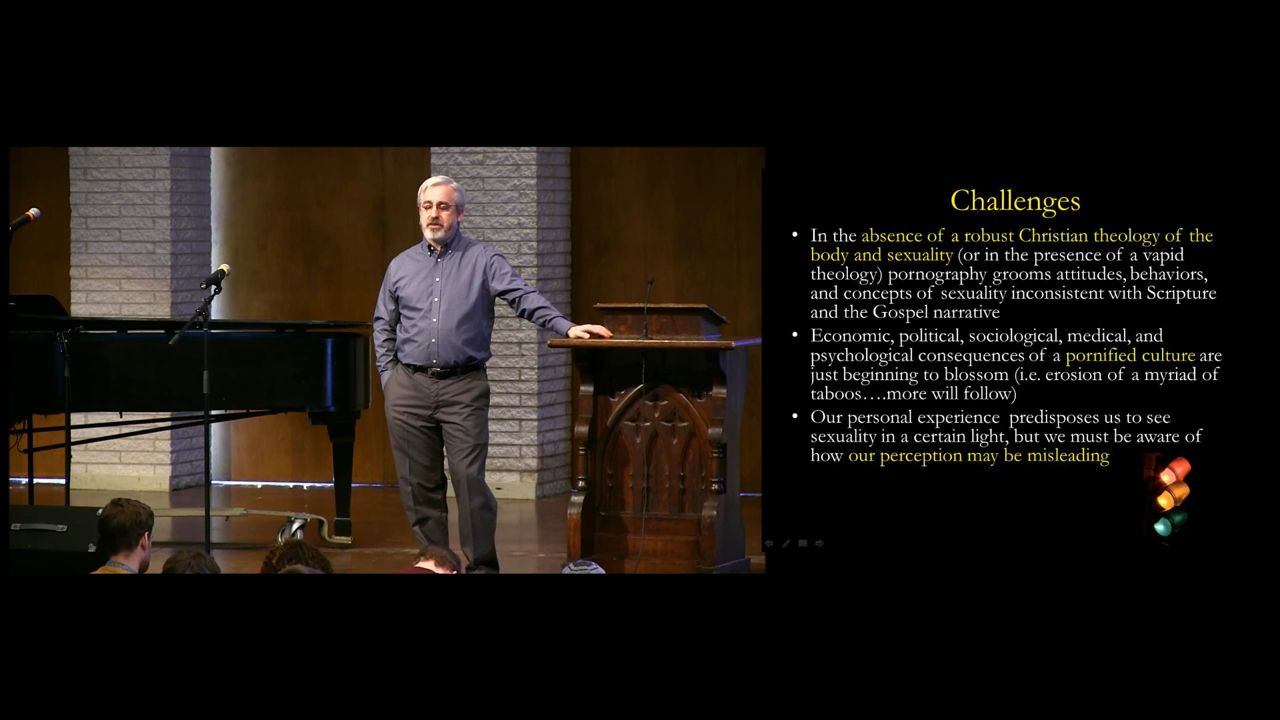 Challenges
• In the absence of a robust Christian theology of the
body and sexuality (or in the presence of a vapid
theology) pornography grooms attitudes, behaviors,
and concepts of sexuality inconsistent with Scripture
and the Gospel narrative
• Economic, political, sociological, medical, and
psychological consequences of a pornified culture are
just beginning to blossom (i.e. erosion of a myriad of
taboos….more will follow)
• Our personal experience predisposes us to see
sexuality in a certain light, but we must be aware of
how our perception may be misleading